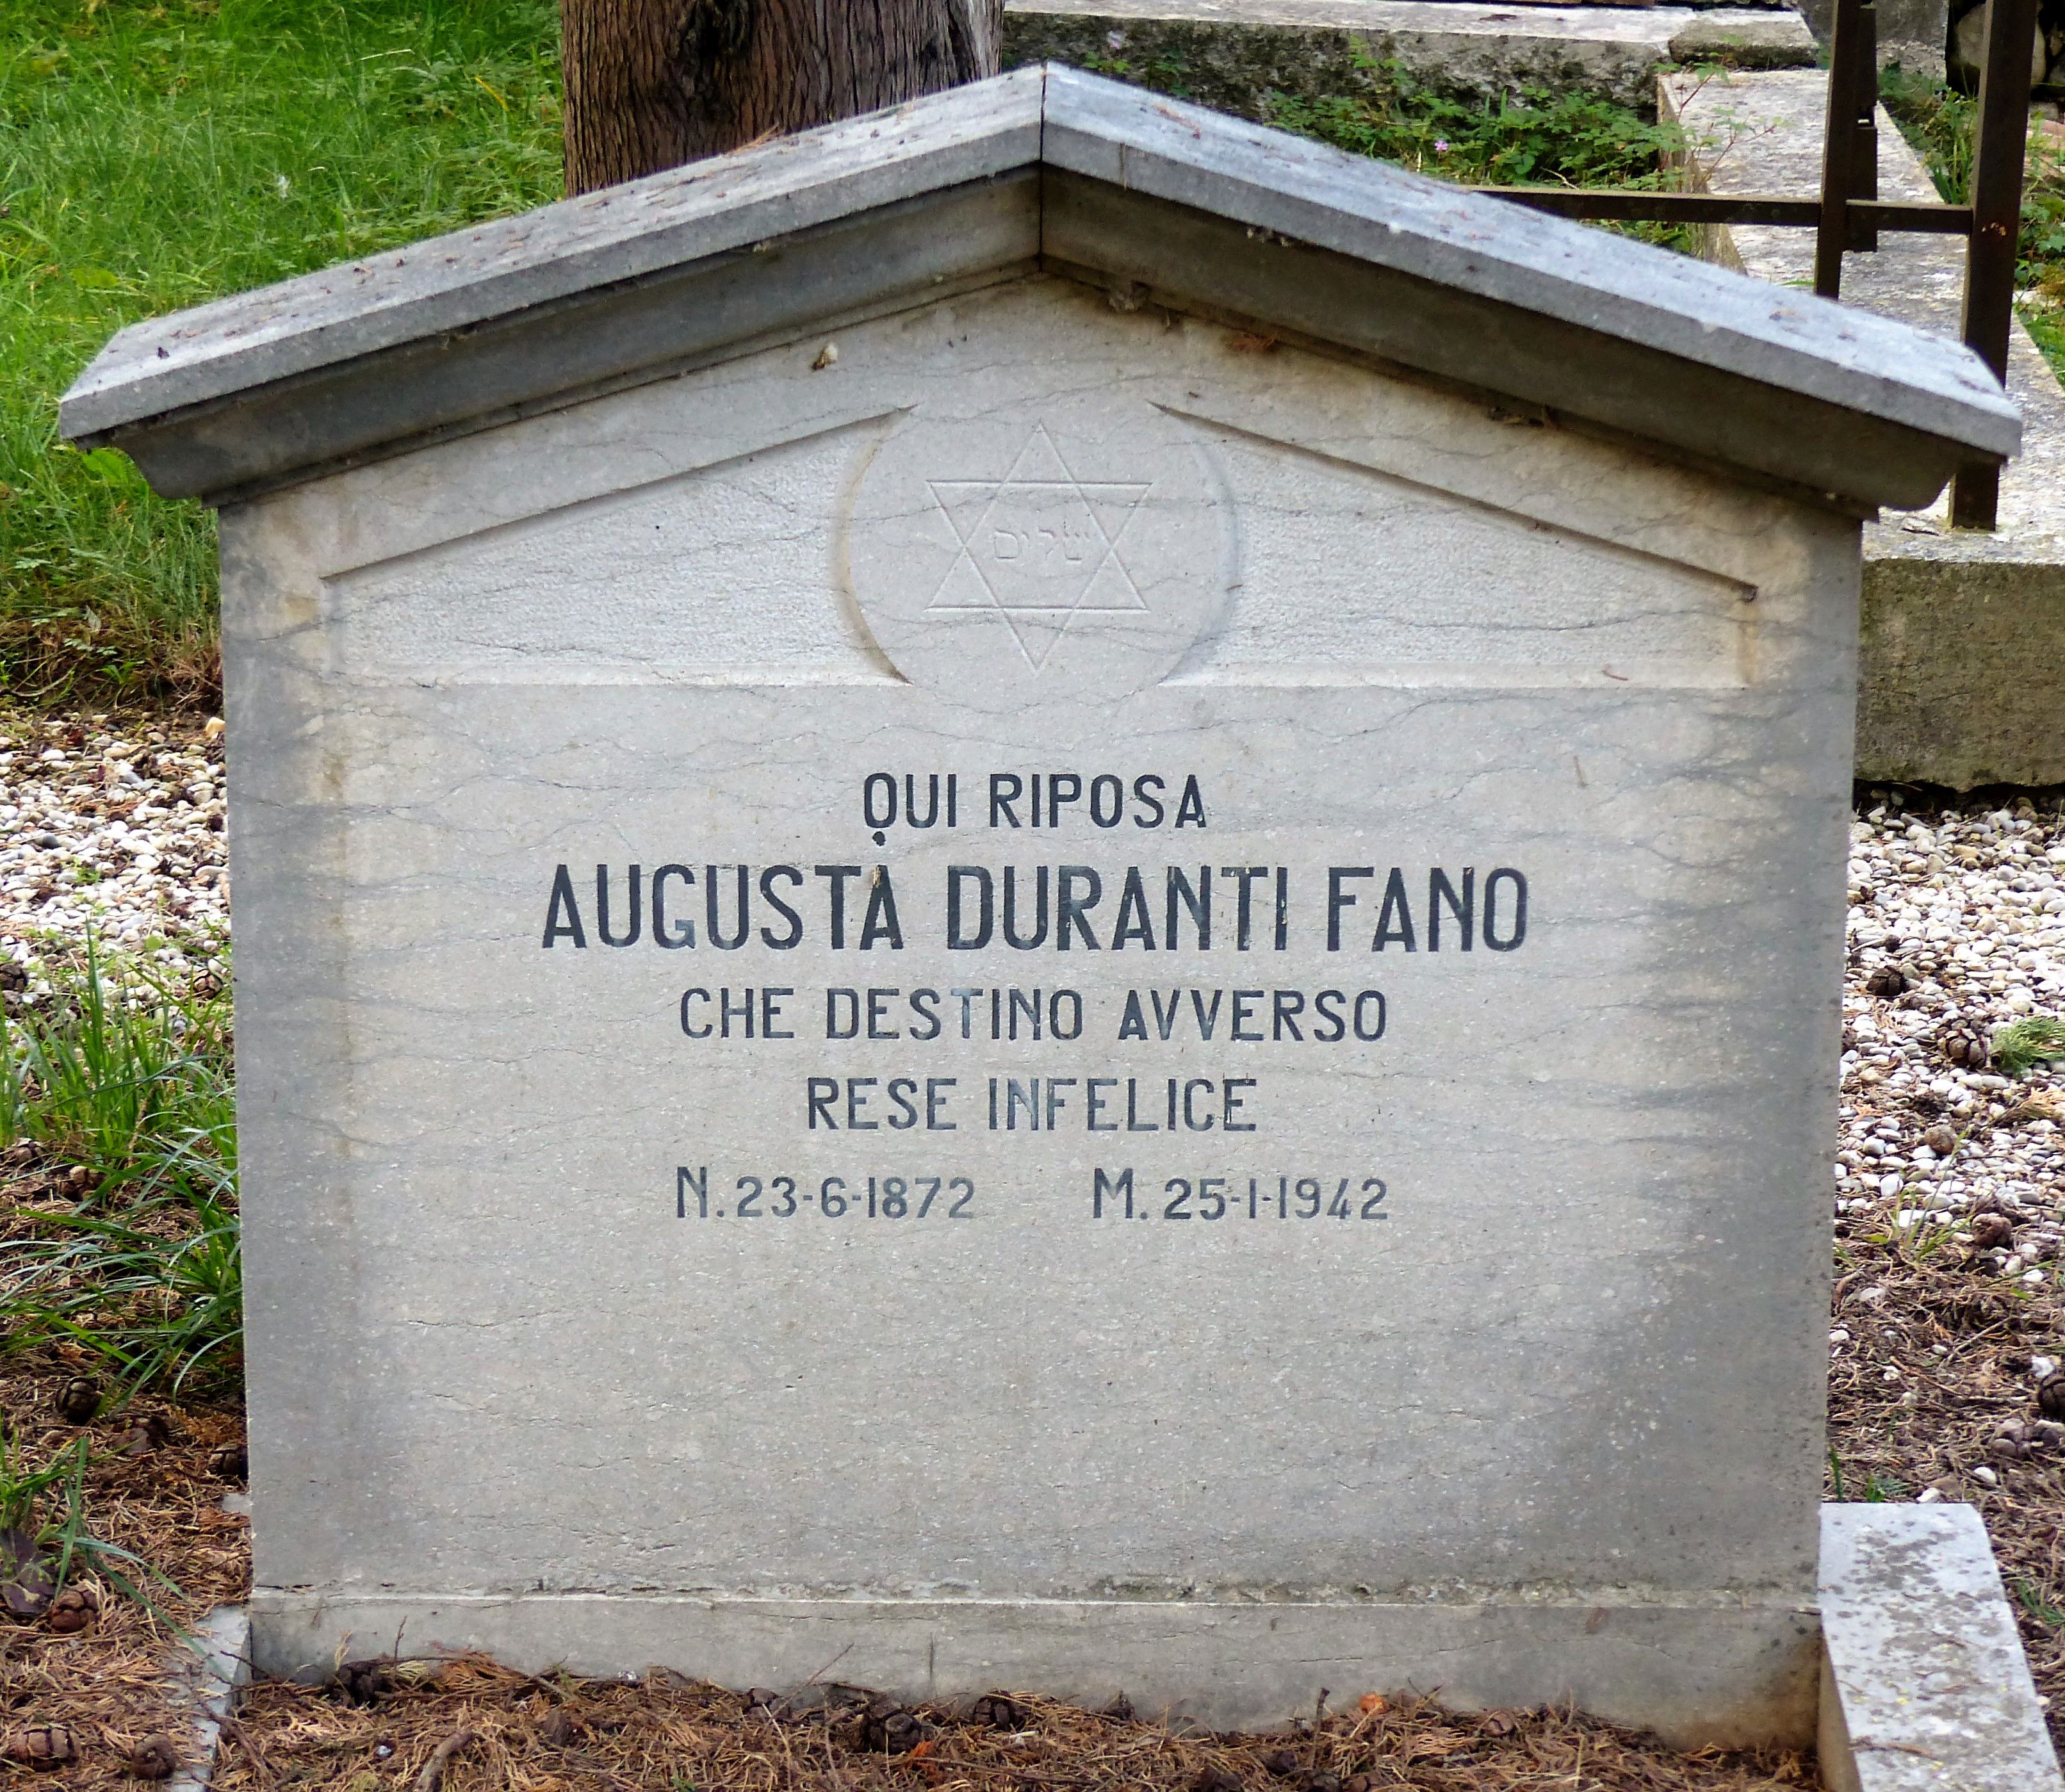 שלום
QUI RIPOSA
AUGUSTA DURANTI FANO
CHE DESTINO AVVERSO
RESE INFELICE
N. 23-6-1872 M. 25-1-1942